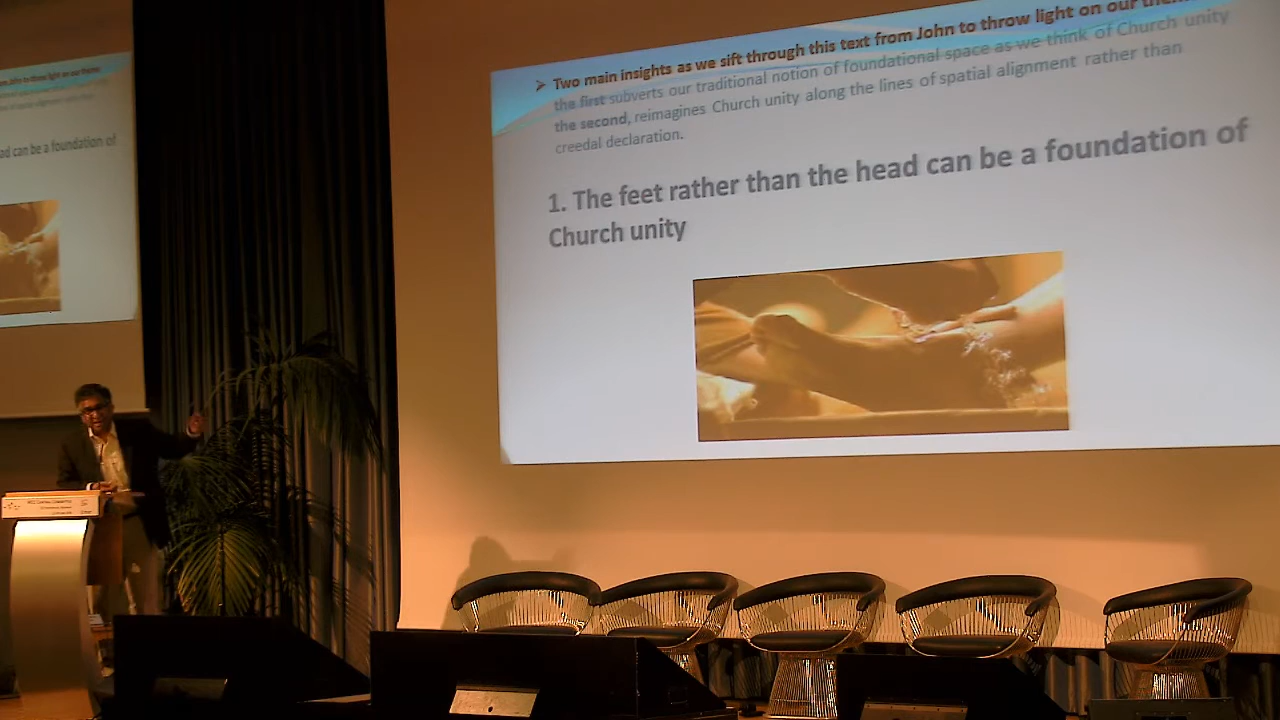 Two main insights as we sift through this text from John to throw light on our
the first subverts our traditional notion of foundational space as we think of Church unity
the second, reimagines Church unity along the lines of spatial alignment rather than
creedal declaration.
1. The feet rather than the head can be a foundation of
Church unity
ad can be a foundation of